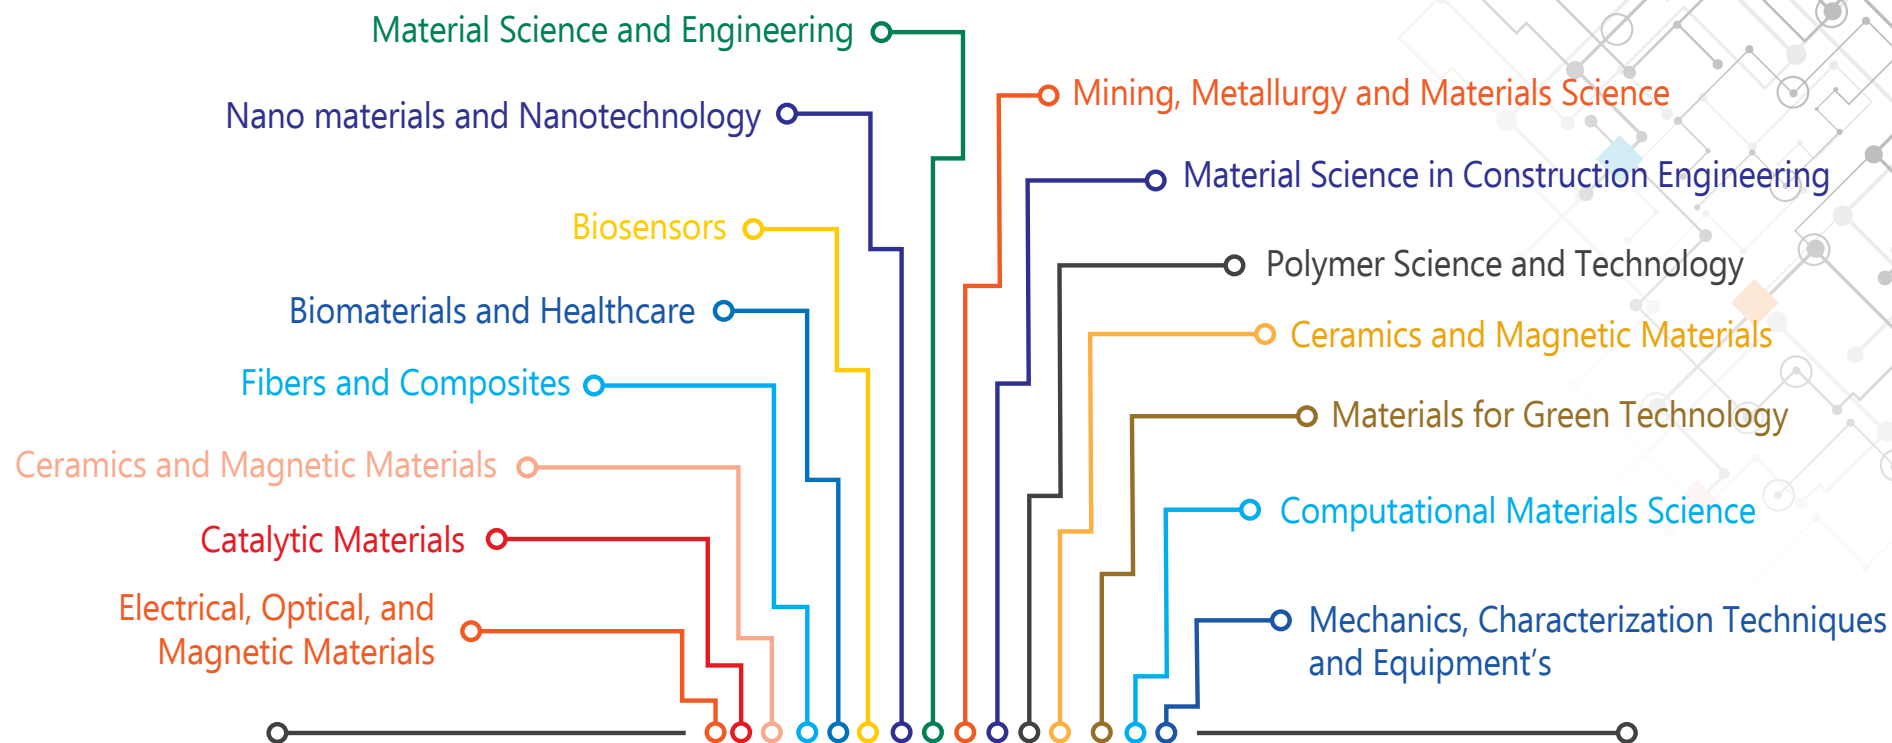 Material Science and Engineering
Nano materials and Nanotechnology
Biosensors
Biomaterials and Healthcare
Fibers and Composites
Ceramics and Magnetic Materials
Catalytic Materials
Electrical, Optical, and
Magnetic Materials
Mining, Metallurgy and Materials Science
Material Science in Construction Engineering
Polymer Science and Technology
Ceramics and Magnetic Materials
Materials for Green Technology
Computational Materials Science
Mechanics, Characterization Techniques
and Equipment's